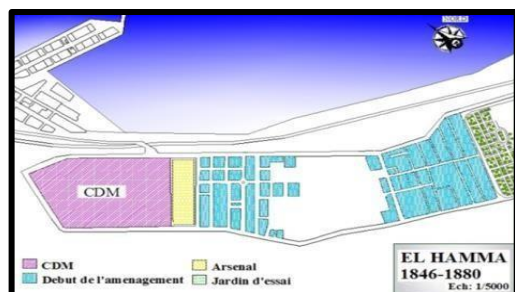 NORD
CDM
CDM
Arsenal
Debut de l'amenagement
Jardin d'essai
EL HAMMA
1846-1880
Ech: 1/5000